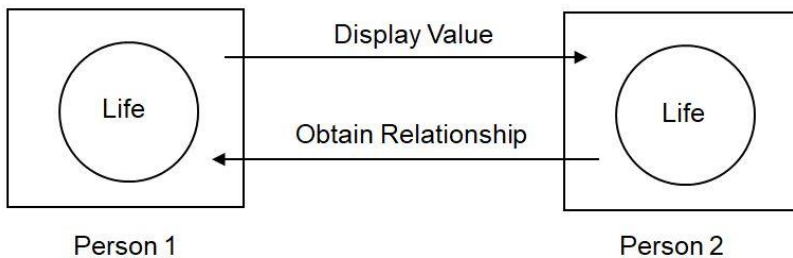 Display Value
Life
Life
Obtain Relationship
Person 1
Person 2